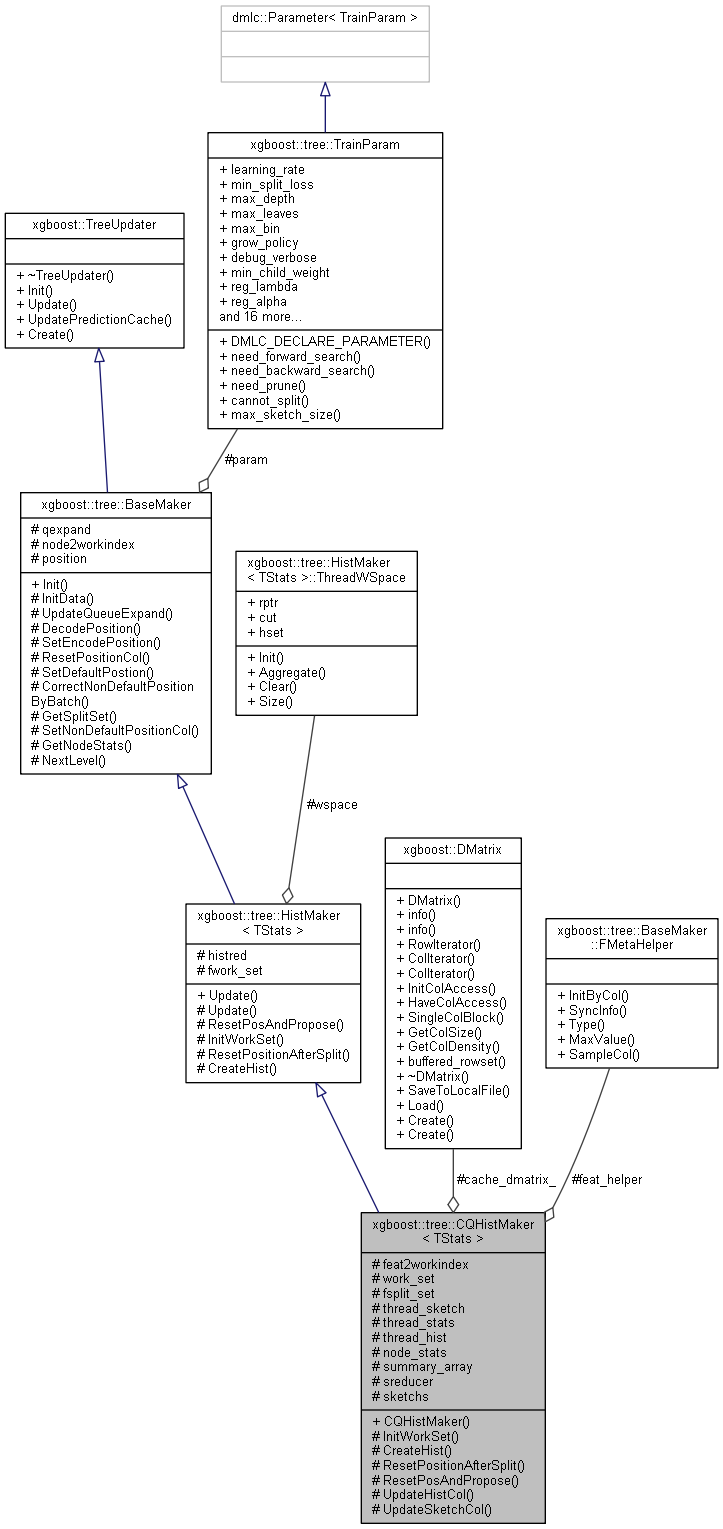 dmlc::Parameter< TrainParam >
xgboost::tree::TrainParam
+ learning_rate
+ min_split_loss
+ max_depth
+ max_leaves
+ max_bin
+ grow_policy
+ debug_verbose
+ min_child_weight
+ reg_lambda
+ reg_alpha
and 16 more...
+ DMLC_DECLARE_PARAMETER()
+ need_forward_search()
+ need_backward_search()
+ need_prune()
+ cannot_split()
+ max_sketch_size()
xgboost::TreeUpdater
+ ~TreeUpdater()
+ Init()
+ Update()
+ UpdatePredictionCache()
+ Create()
#param
xgboost::tree::BaseMaker
# qexpand
# node2workindex
# position
+ Init()
# InitData()
# UpdateQueueExpand()
# DecodePosition()
# SetEncodePosition()
# ResetPositionCol()
# SetDefaultPostion()
# CorrectNonDefaultPosition
ByBatch()
# GetSplitSet()
# SetNonDefaultPositionCol()
# GetNodeStats()
# NextLevel()
xgboost::tree::HistMaker
< TStats >::ThreadWSpace
+ rptr
+ cut
+ hset
+ Init()
+ Aggregate()
+ Clear()
+ Size()
#wspace
xgboost::tree::HistMaker
< TStats >
# histred
# fwork_set
+ Update()
# Update()
# ResetPosAndPropose()
# InitWorkSet()
# ResetPositionAfterSplit()
# CreateHist()
xgboost::DMatrix
+ DMatrix()
+ info()
+ info()
+ RowIterator()
+ ColIterator()
+ ColIterator()
+ InitColAccess()
+ HaveColAccess()
+ SingleColBlock()
+ GetColSize()
+ GetColDensity()
+ buffered_rowset()
+ ~DMatrix()
+ SaveToLocalFile()
+ Load()
+ Create()
+ Create()
xgboost::tree::BaseMaker
::FMetaHelper
+ InitByCol()
+ SyncInfo()
+ Type()
+ MaxValue()
+ SampleCol()
#cache_dmatrix_
#feat_helper
xgboost::tree::CQHistMaker
< TStats >
# feat2workindex
# work_set
# fsplit_set
# thread_sketch
# thread_stats
# thread_hist
# node_stats
# summary_array
# sreducer
# sketchs
+ CQHistMaker()
# InitWorkSet()
# CreateHist()
# ResetPositionAfterSplit()
# ResetPosAndPropose()
# UpdateHistCol()
# UpdateSketchCol()